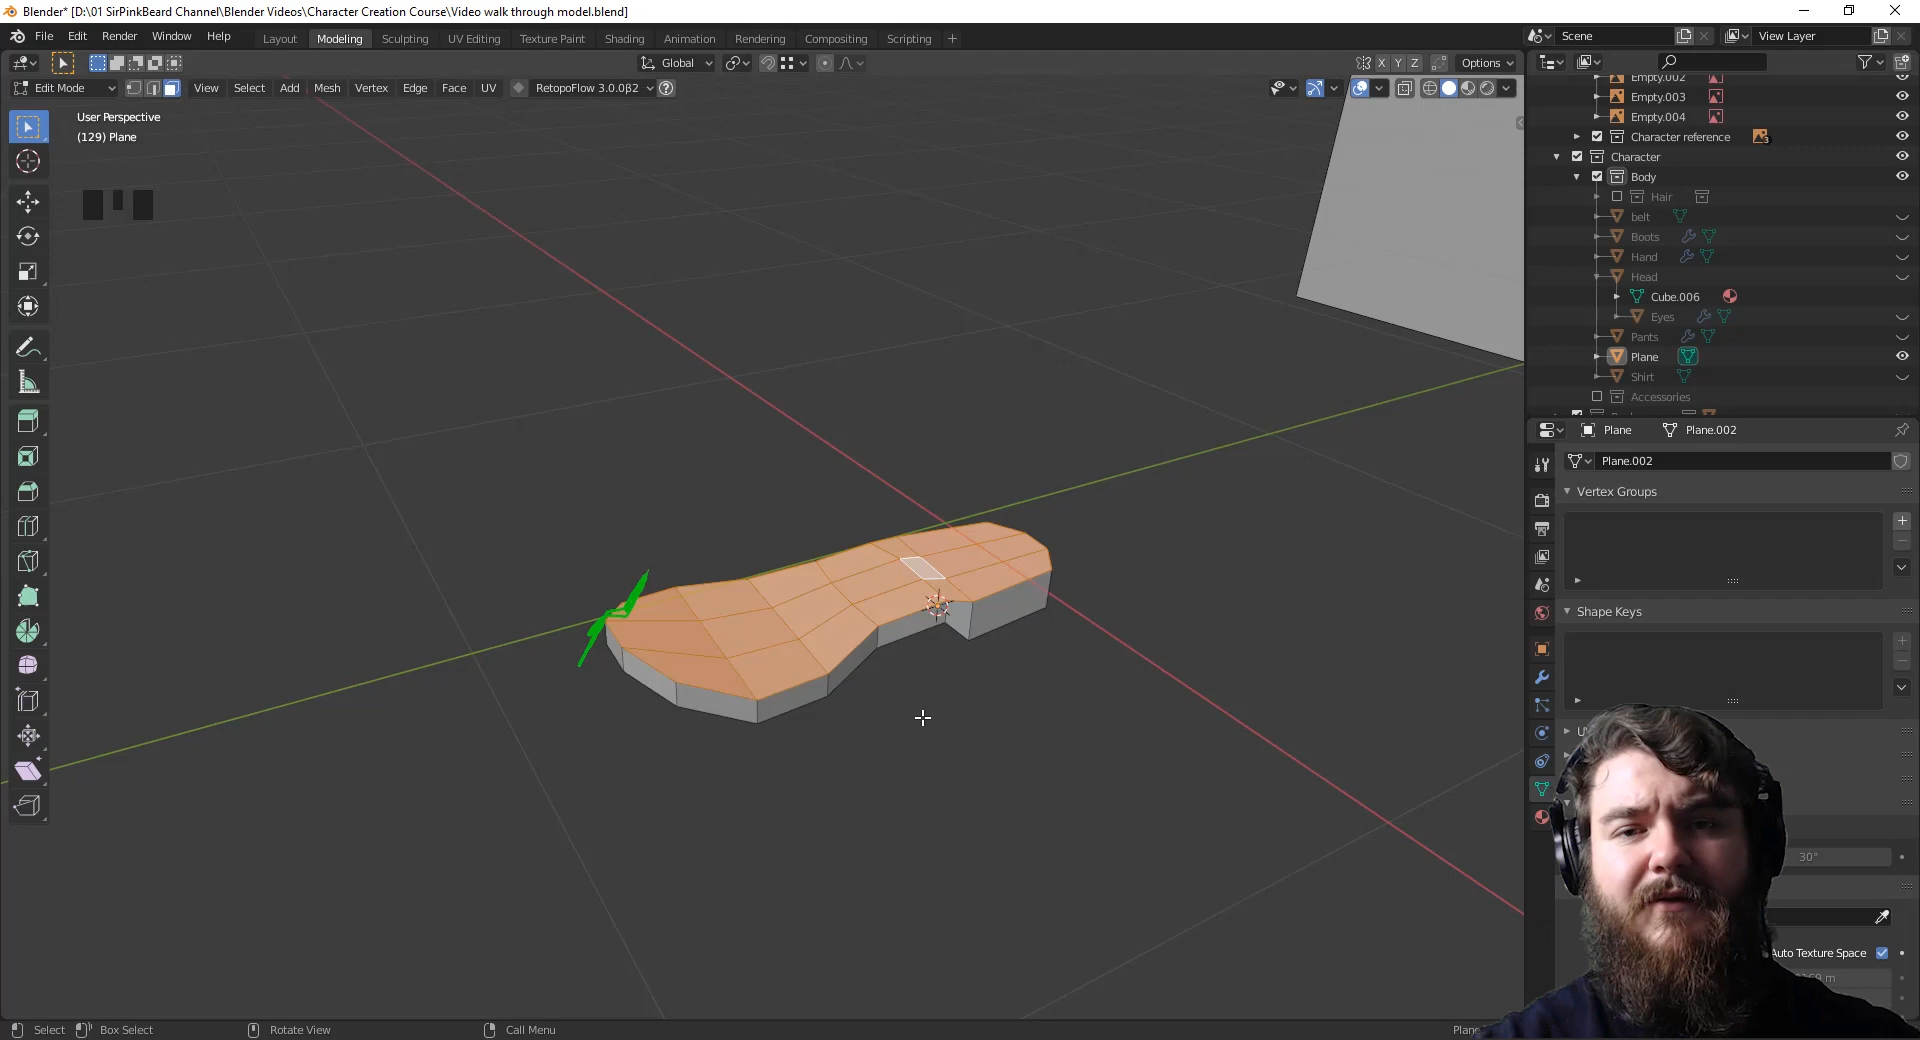 Blender* [D:\01 SirPinkBeard Channel\Blender Videos\Character Creation Course\Video walk through model.blend]
File Edit Render Window Help
Layout Modeling Sculpting UV Editing Texture Paint Shading Animation Rendering Compositing Scripting +
Scene
View Layer
Global
X Y Z
Options
Edit Mode
View Select Add Mesh Vertex Edge Face UV
RetopoFlow 3.0.0β2
User Perspective
(129) Plane
Empty.002
Empty.003
Empty.004
Character reference
3
Character
Body
Hair
belt
Boots
Hand
Head
Cube.006
Eyes
Pants
Plane
Shirt
Accessories
Plane
Plane.002
Plane.002
Vertex Groups
Shape Keys
30°
Auto Texture Space
Select
Box Select
Rotate View
Call Menu
Plane